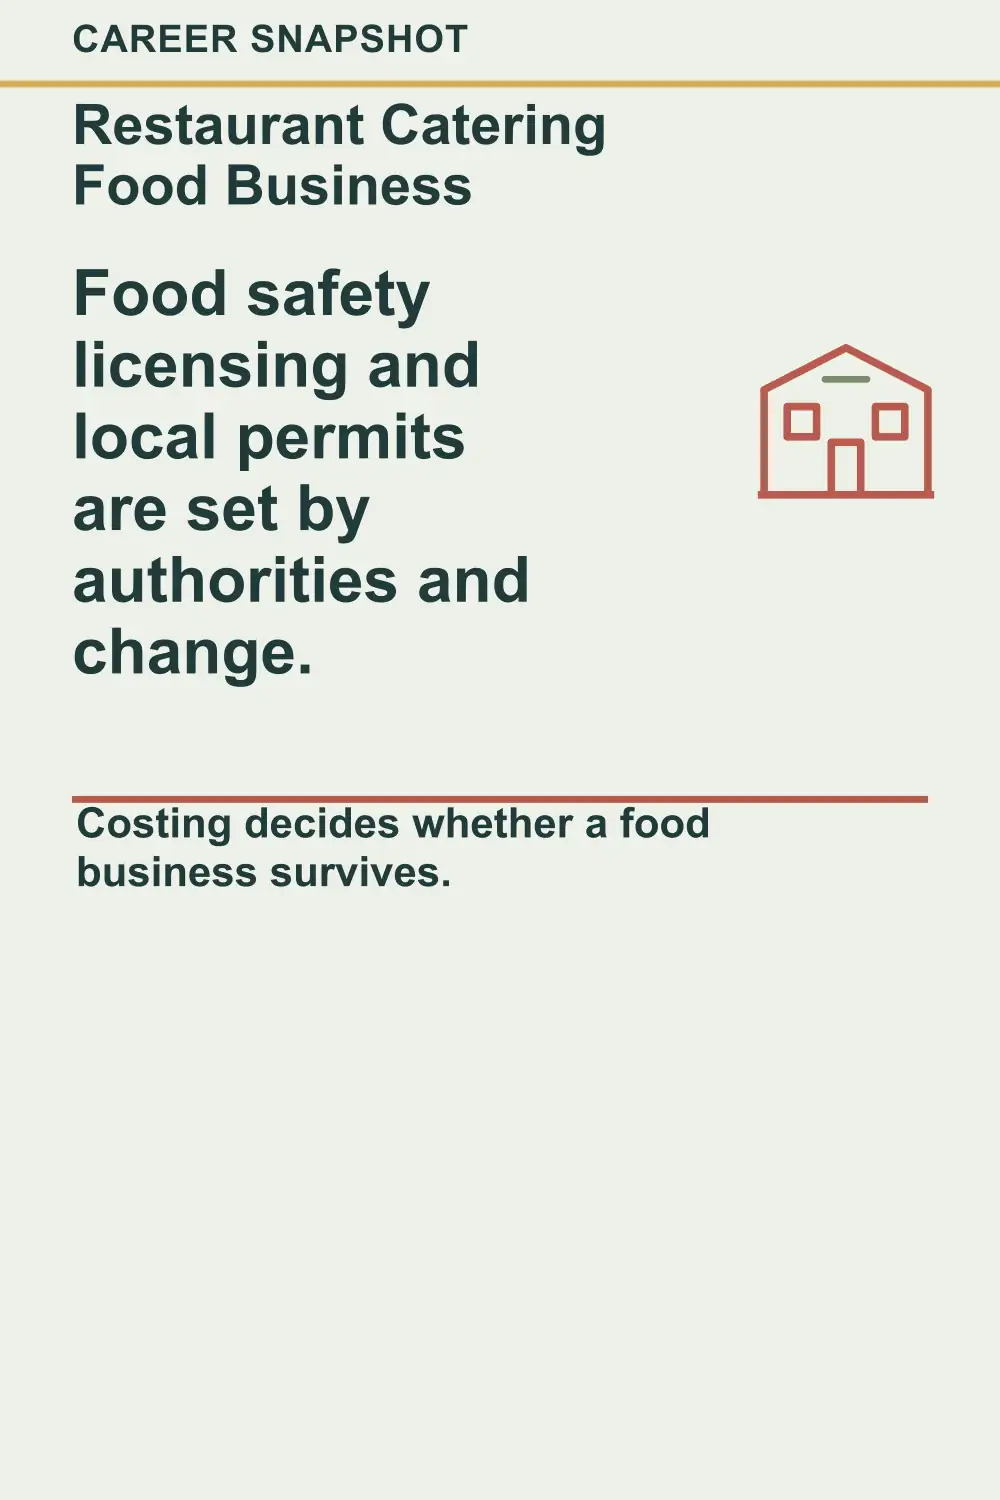 CAREER SNAPSHOT
Restaurant Catering
Food Business
Food safety
licensing and
local permits
are set by
authorities and
change.
Costing decides whether a food
business survives.